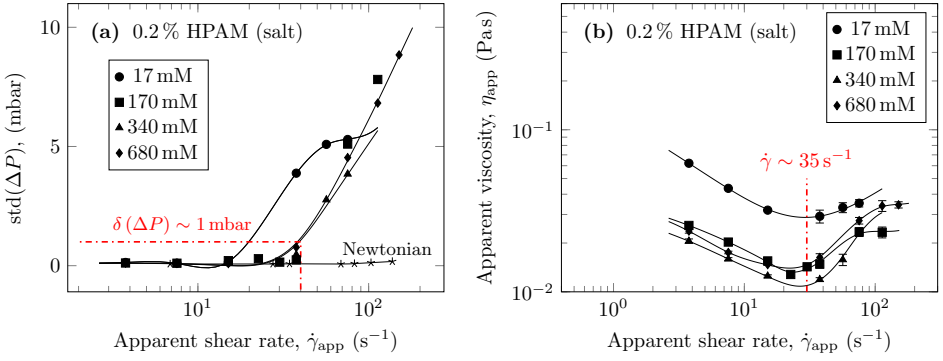 (a) 0.2 % HPAM (salt)
17 mM
170 mM
340 mM
680 mM
δ (ΔP) ∼ 1 mbar
Newtonian
std(ΔP), (mbar)
10
5
0
10¹
10²
Apparent shear rate, γ̇app (s⁻¹)
(b) 0.2 % HPAM (salt)
17 mM
170 mM
340 mM
680 mM
γ̇ ∼ 35 s⁻¹
Apparent viscosity, ηapp (Pas)
10⁻¹
10⁻²
10⁰
10¹
10²
Apparent shear rate, γ̇app (s⁻¹)